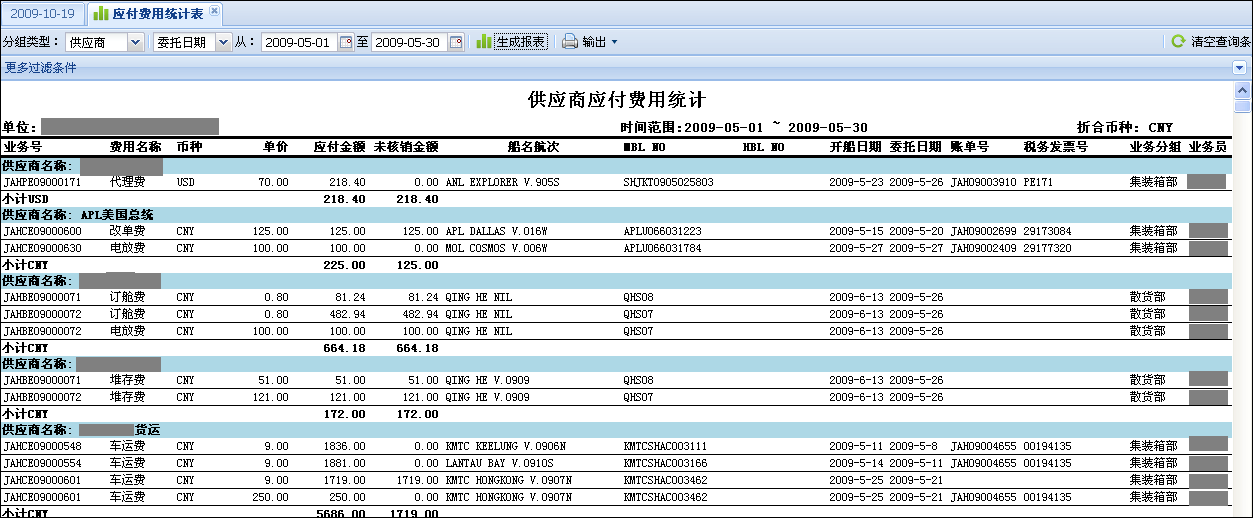 2009-10-19 应付费用统计表
分组类型： 供应商 委托日期 从： 2009-05-01 至 2009-05-30 生成报表 输出 清空查询条
更多过滤条件
供应商应付费用统计
单位： 时间范围:2009-05-01 ~ 2009-05-30 折合币种: CNY
业务号 费用名称 币种 单价 应付金额 未核销金额 船名航次 MBL NO HBL NO 开船日期 委托日期 账单号 税务发票号 业务分组 业务员
供应商名称:
JAHPE09000171 代理费 USD 70.00 218.40 0.00 ANL EXPLORER V.905S SHJKT0905025803 2009-5-23 2009-5-26 JAH09003910 PE171 集装箱部
小计USD 218.40 218.40
供应商名称: APL美国总统
JAHCE09000600 改单费 CNY 125.00 125.00 125.00 APL DALLAS V.016W APLU066031223 2009-5-15 2009-5-20 JAH09002699 29173084 集装箱部
JAHCE09000630 电放费 CNY 100.00 100.00 0.00 MOL COSMOS V.006W APLU066031784 2009-5-27 2009-5-27 JAH09002409 29177320 集装箱部
小计CNY 225.00 125.00
供应商名称:
JAHBE09000071 订舱费 CNY 0.80 81.24 81.24 QING HE NIL QHS08 2009-6-13 2009-5-26 散货部
JAHBE09000072 订舱费 CNY 0.80 482.94 482.94 QING HE NIL QHS07 2009-6-13 2009-5-26 散货部
JAHBE09000072 电放费 CNY 100.00 100.00 100.00 QING HE NIL QHS07 2009-6-13 2009-5-26 散货部
小计CNY 664.18 664.18
供应商名称:
JAHBE09000071 堆存费 CNY 51.00 51.00 51.00 QING HE V.0909 QHS08 2009-6-13 2009-5-26 散货部
JAHBE09000072 堆存费 CNY 121.00 121.00 121.00 QING HE V.0909 QHS07 2009-6-13 2009-5-26 散货部
小计CNY 172.00 172.00
供应商名称: 货运
JAHCE09000548 车运费 CNY 9.00 1836.00 0.00 KMTC KEELUNG V.0906N KMTCSHAC003111 2009-5-11 2009-5-8 JAH09004655 00194135 集装箱部
JAHCE09000554 车运费 CNY 9.00 1881.00 0.00 LANTAU BAY V.0910S KMTCSHAC003166 2009-5-14 2009-5-11 JAH09004655 00194135 集装箱部
JAHCE09000601 车运费 CNY 9.00 1719.00 1719.00 KMTC HONGKONG V.0907N KMTCSHAC003462 2009-5-25 2009-5-21 集装箱部
JAHCE09000601 车运费 CNY 250.00 250.00 0.00 KMTC HONGKONG V.0907N KMTCSHAC003462 2009-5-25 2009-5-21 JAH09004655 00194135 集装箱部
小计CNY 5686.00 1719.00